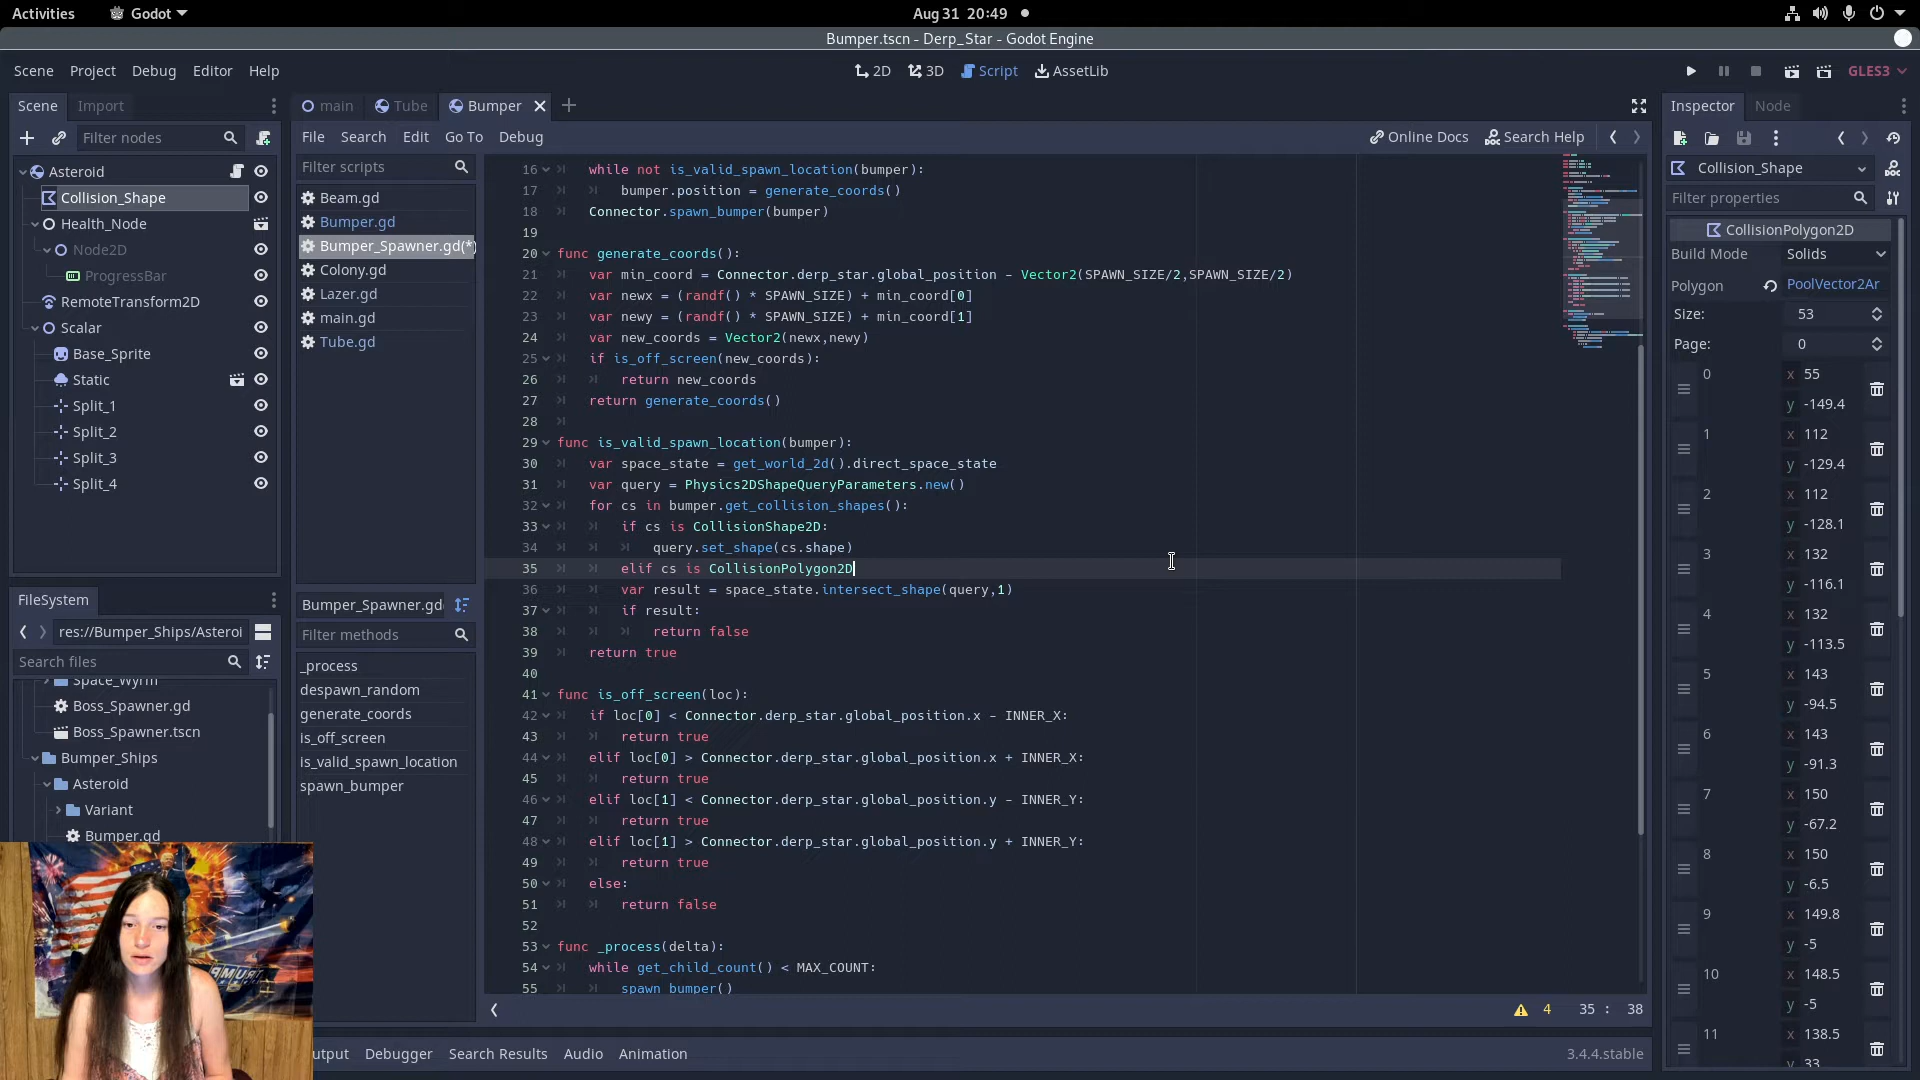 Activities
Godot
Aug 31 20:49
Bumper.tscn - Derp_Star - Godot Engine
Scene Project Debug Editor Help
2D 3D Script AssetLib
GLES3
Scene Import
Filter nodes
Asteroid
Collision_Shape
Health_Node
Node2D
ProgressBar
RemoteTransform2D
Scalar
Base_Sprite
Static
Split_1
Split_2
Split_3
Split_4
FileSystem
res://Bumper_Ships/Asteroi
Search files
Space_Wyrm
Boss_Spawner.gd
Boss_Spawner.tscn
Bumper_Ships
Asteroid
Variant
Bumper.gd
main Tube Bumper
File Search Edit Go To Debug
Online Docs Search Help
Filter scripts
Beam.gd
Bumper.gd
Bumper_Spawner.gd(*)
Colony.gd
Lazer.gd
main.gd
Tube.gd
Bumper_Spawner.gd
Filter methods
_process
despawn_random
generate_coords
is_off_screen
is_valid_spawn_location
spawn_bumper
16 while not is_valid_spawn_location(bumper):
17 bumper.position = generate_coords()
18 Connector.spawn_bumper(bumper)
19
20 func generate_coords():
21 var min_coord = Connector.derp_star.global_position - Vector2(SPAWN_SIZE/2,SPAWN_SIZE/2)
22 var newx = (randf() * SPAWN_SIZE) + min_coord[0]
23 var newy = (randf() * SPAWN_SIZE) + min_coord[1]
24 var new_coords = Vector2(newx,newy)
25 if is_off_screen(new_coords):
26 return new_coords
27 return generate_coords()
28
29 func is_valid_spawn_location(bumper):
30 var space_state = get_world_2d().direct_space_state
31 var query = Physics2DShapeQueryParameters.new()
32 for cs in bumper.get_collision_shapes():
33 if cs is CollisionShape2D:
34 query.set_shape(cs.shape)
35 elif cs is CollisionPolygon2D
36 var result = space_state.intersect_shape(query,1)
37 if result:
38 return false
39 return true
40
41 func is_off_screen(loc):
42 if loc[0] < Connector.derp_star.global_position.x - INNER_X:
43 return true
44 elif loc[0] > Connector.derp_star.global_position.x + INNER_X:
45 return true
46 elif loc[1] < Connector.derp_star.global_position.y - INNER_Y:
47 return true
48 elif loc[1] > Connector.derp_star.global_position.y + INNER_Y:
49 return true
50 else:
51 return false
52
53 func _process(delta):
54 while get_child_count() < MAX_COUNT:
55 spawn_bumper()
4 35 : 38
utput Debugger Search Results Audio Animation
3.4.4.stable
Inspector Node
Collision_Shape
Filter properties
CollisionPolygon2D
Build Mode Solids
Polygon PoolVector2Ar
Size: 53
Page: 0
0 x 55
y -149.4
1 x 112
y -129.4
2 x 112
y -128.1
3 x 132
y -116.1
4 x 132
y -113.5
5 x 143
y -94.5
6 x 143
y -91.3
7 x 150
y -67.2
8 x 150
y -6.5
9 x 149.8
y -5
10 x 148.5
y -5
11 x 138.5
y 33
TRUMP